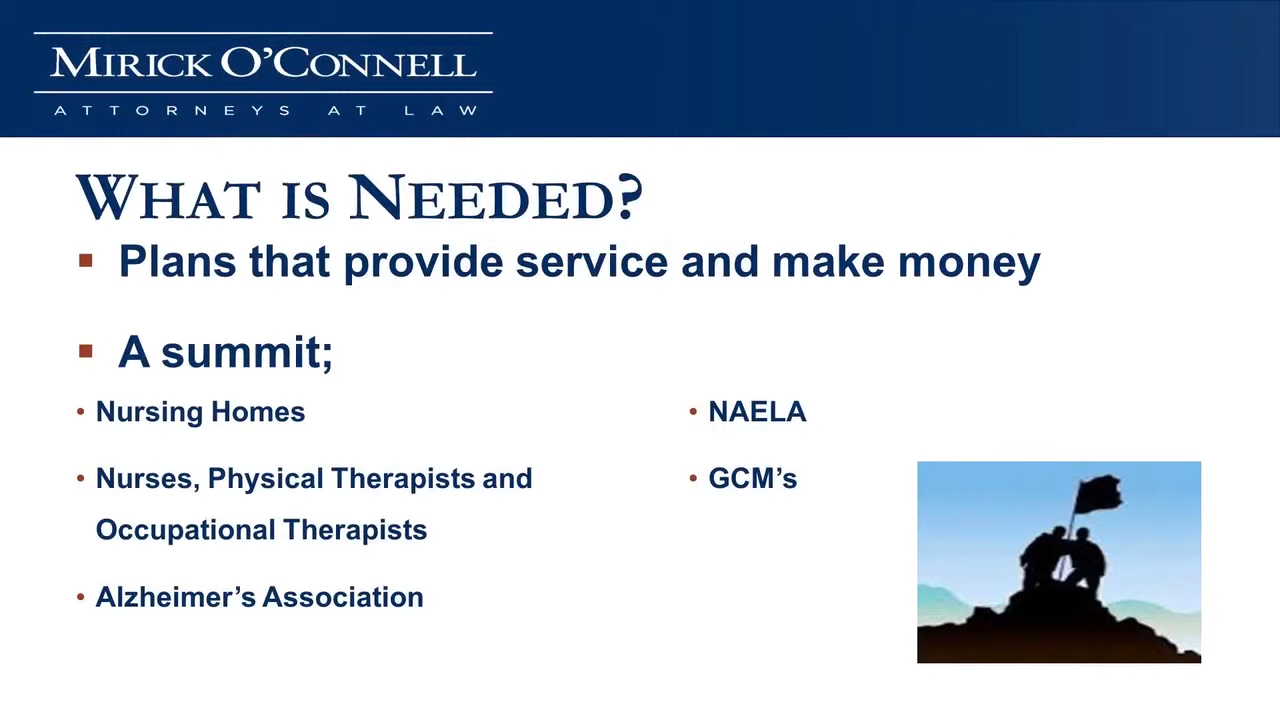 MIRICK O’CONNELL
ATTORNEYS AT LAW
WHAT IS NEEDED?
▪ Plans that provide service and make money
▪ A summit;
• Nursing Homes
• Nurses, Physical Therapists and
Occupational Therapists
• Alzheimer’s Association
• NAELA
• GCM’s